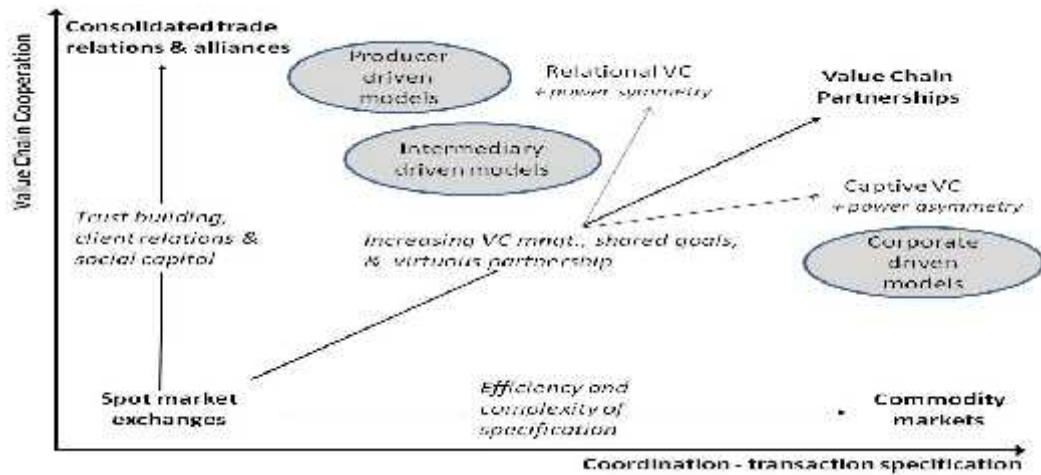 Value Chain Cooperation
Consolidated trade
relations & alliances
Producer
driven
models
Relational VC
+power symmetry
Value Chain
Partnerships
Intermediary
driven models
Captive VC
+power asymmetry
Trust building,
client relations &
social capital
Increasing VC mngt., shared goals,
& virtuous partnership
Corporate
driven
models
Spot market
exchanges
Efficiency and
complexity of
specification
Commodity
markets
Coordination - transaction specification